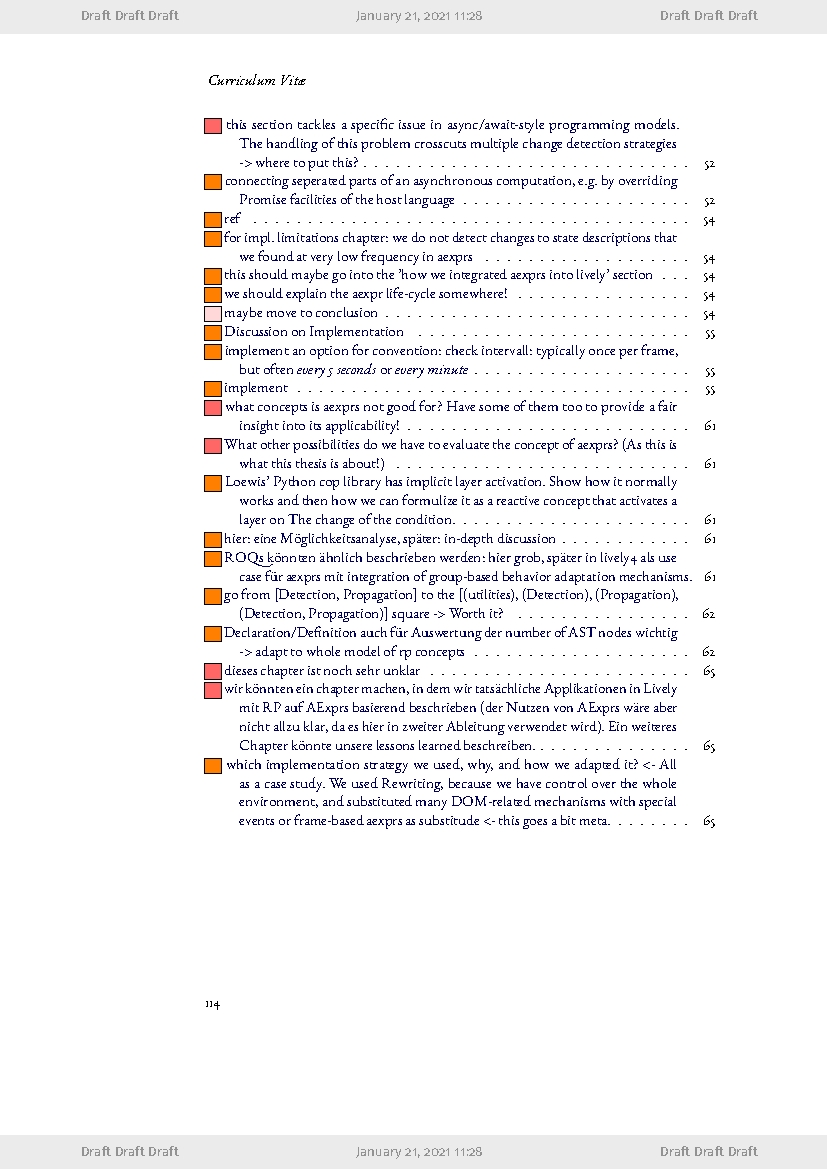 Draft Draft Draft January 21, 2021 11:28 Draft Draft Draft
Curriculum Vitæ
this section tackles a specific issue in async/await-style programming models.
The handling of this problem crosscuts multiple change detection strategies
-> where to put this? . . . . . . . . . . . . . . . . . . . . . . . . . . . . . . 52
connecting seperated parts of an asynchronous computation, e.g. by overriding
Promise facilities of the host language . . . . . . . . . . . . . . . . . . . . . 52
ref . . . . . . . . . . . . . . . . . . . . . . . . . . . . . . . . . . . . . . . . 54
for impl. limitations chapter: we do not detect changes to state descriptions that
we found at very low frequency in aexprs . . . . . . . . . . . . . . . . . . . 54
this should maybe go into the 'how we integrated aexprs into lively' section . . . 54
we should explain the aexpr life-cycle somewhere! . . . . . . . . . . . . . . . . 54
maybe move to conclusion . . . . . . . . . . . . . . . . . . . . . . . . . . . . 54
Discussion on Implementation . . . . . . . . . . . . . . . . . . . . . . . . . 55
implement an option for convention: check intervall: typically once per frame,
but often every 5 seconds or every minute . . . . . . . . . . . . . . . . . . . . 55
implement . . . . . . . . . . . . . . . . . . . . . . . . . . . . . . . . . . . . 55
what concepts is aexprs not good for? Have some of them too to provide a fair
insight into its applicability! . . . . . . . . . . . . . . . . . . . . . . . . . . 61
What other possibilities do we have to evaluate the concept of aexprs? (As this is
what this thesis is about!) . . . . . . . . . . . . . . . . . . . . . . . . . . . 61
Loewis' Python cop library has implicit layer activation. Show how it normally
works and then how we can formulize it as a reactive concept that activates a
layer on The change of the condition. . . . . . . . . . . . . . . . . . . . . . 61
hier: eine Möglichkeitsanalyse, später: in-depth discussion . . . . . . . . . . . . 61
ROQs könnten ähnlich beschrieben werden: hier grob, später in lively4 als use
case für aexprs mit integration of group-based behavior adaptation mechanisms. 61
go from [Detection, Propagation] to the [(utilities), (Detection), (Propagation),
(Detection, Propagation)] square -> Worth it? . . . . . . . . . . . . . . . . 62
Declaration/Definition auch für Auswertung der number of AST nodes wichtig
-> adapt to whole model of rp concepts . . . . . . . . . . . . . . . . . . . . 62
dieses chapter ist noch sehr unklar . . . . . . . . . . . . . . . . . . . . . . . . 65
wir könnten ein chapter machen, in dem wir tatsächliche Applikationen in Lively
mit RP auf AExprs basierend beschrieben (der Nutzen von AExprs wäre aber
nicht allzu klar, da es hier in zweiter Ableitung verwendet wird). Ein weiteres
Chapter könnte unsere lessons learned beschreiben. . . . . . . . . . . . . . . 65
which implementation strategy we used, why, and how we adapted it? <- All
as a case study. We used Rewriting, because we have control over the whole
environment, and substituted many DOM-related mechanisms with special
events or frame-based aexprs as substitude <- this goes a bit meta. . . . . . . . 65
114
Draft Draft Draft January 21, 2021 11:28 Draft Draft Draft